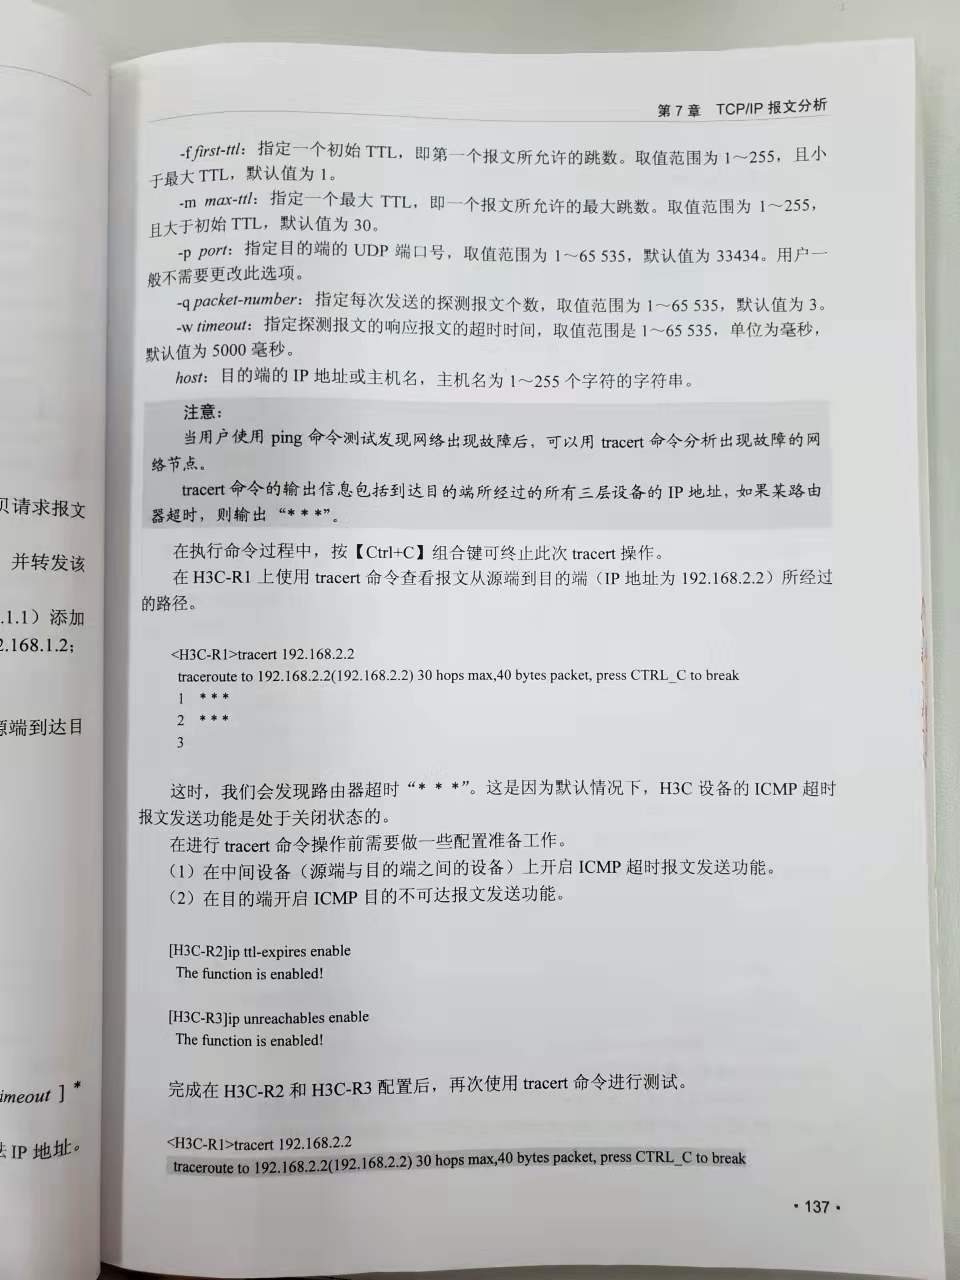 页请求报文
并转发该
.1.1）添加
2.168.1.2；
源端到达目
timeout ] *
IP 地址。
第 7 章 TCP/IP 报文分析
-f first-ttl：指定一个初始 TTL，即第一个报文所允许的跳数。取值范围为 1～255，且小
于最大 TTL，默认值为 1。
-m max-ttl：指定一个最大 TTL，即一个报文所允许的最大跳数。取值范围为 1～255，
且大于初始 TTL，默认值为 30。
-p port：指定目的端的 UDP 端口号，取值范围为 1～65 535，默认值为 33434。用户一
般不需要更改此选项。
-q packet-number：指定每次发送的探测报文个数，取值范围为 1～65 535，默认值为 3。
-w timeout：指定探测报文的响应报文的超时时间，取值范围是 1～65 535，单位为毫秒，
默认值为 5000 毫秒。
host：目的端的 IP 地址或主机名，主机名为 1～255 个字符的字符串。
注意：
当用户使用 ping 命令测试发现网络出现故障后，可以用 tracert 命令分析出现故障的网
络节点。
tracert 命令的输出信息包括到达目的端所经过的所有三层设备的 IP 地址，如果某路由
器超时，则输出 “* * *”。
在执行命令过程中，按【Ctrl+C】组合键可终止此次 tracert 操作。
在 H3C-R1 上使用 tracert 命令查看报文从源端到目的端（IP 地址为 192.168.2.2）所经过
的路径。
<H3C-R1>tracert 192.168.2.2
traceroute to 192.168.2.2(192.168.2.2) 30 hops max,40 bytes packet, press CTRL_C to break
1 * * *
2 * * *
3
这时，我们会发现路由器超时 “* * *”。这是因为默认情况下，H3C 设备的 ICMP 超时
报文发送功能是处于关闭状态的。
在进行 tracert 命令操作前需要做一些配置准备工作。
（1）在中间设备（源端与目的端之间的设备）上开启 ICMP 超时报文发送功能。
（2）在目的端开启 ICMP 目的不可达报文发送功能。
[H3C-R2]ip ttl-expires enable
The function is enabled!
[H3C-R3]ip unreachables enable
The function is enabled!
完成在 H3C-R2 和 H3C-R3 配置后，再次使用 tracert 命令进行测试。
<H3C-R1>tracert 192.168.2.2
traceroute to 192.168.2.2(192.168.2.2) 30 hops max,40 bytes packet, press CTRL_C to break
· 137 ·